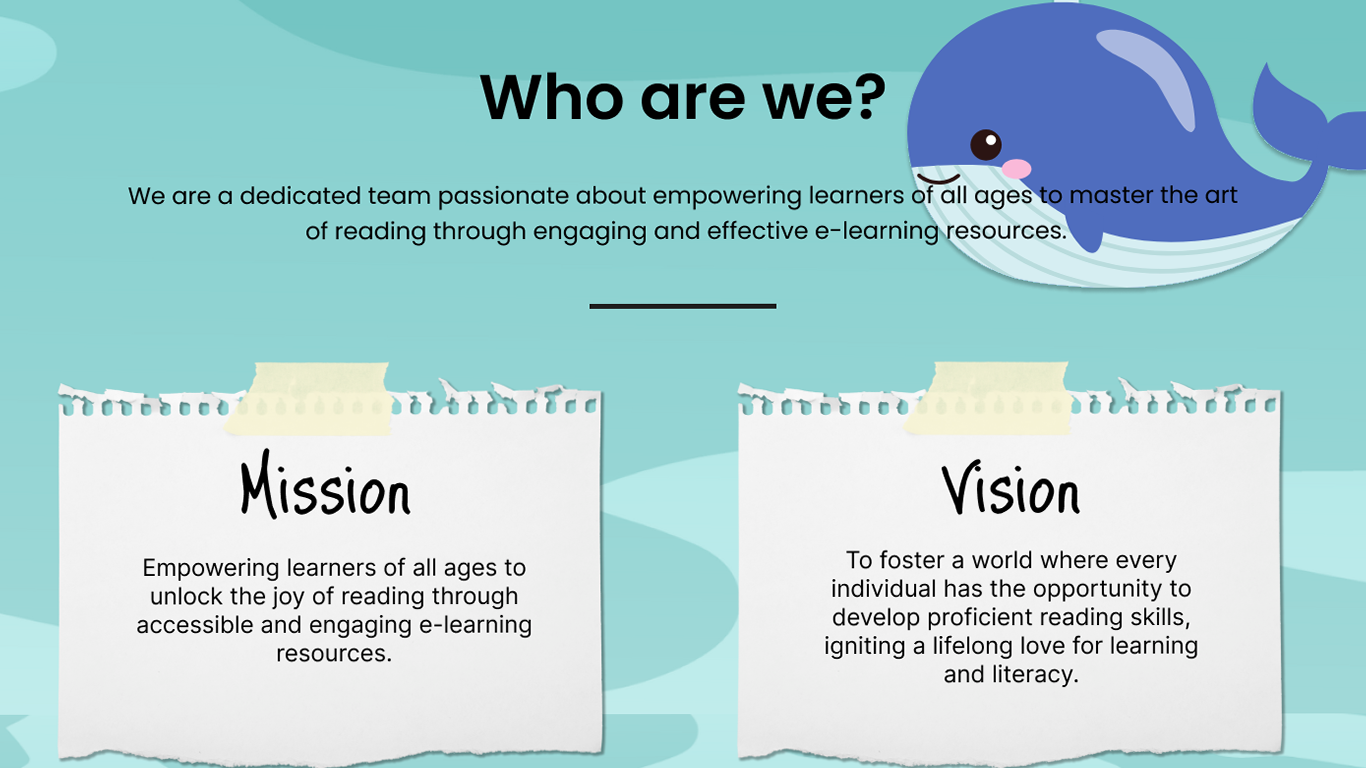 Who are we?
We are a dedicated team passionate about empowering learners of all ages to master the art
of reading through engaging and effective e-learning resources.
Mission
Empowering learners of all ages to
unlock the joy of reading through
accessible and engaging e-learning
resources.
Vision
To foster a world where every
individual has the opportunity to
develop proficient reading skills,
igniting a lifelong love for learning
and literacy.